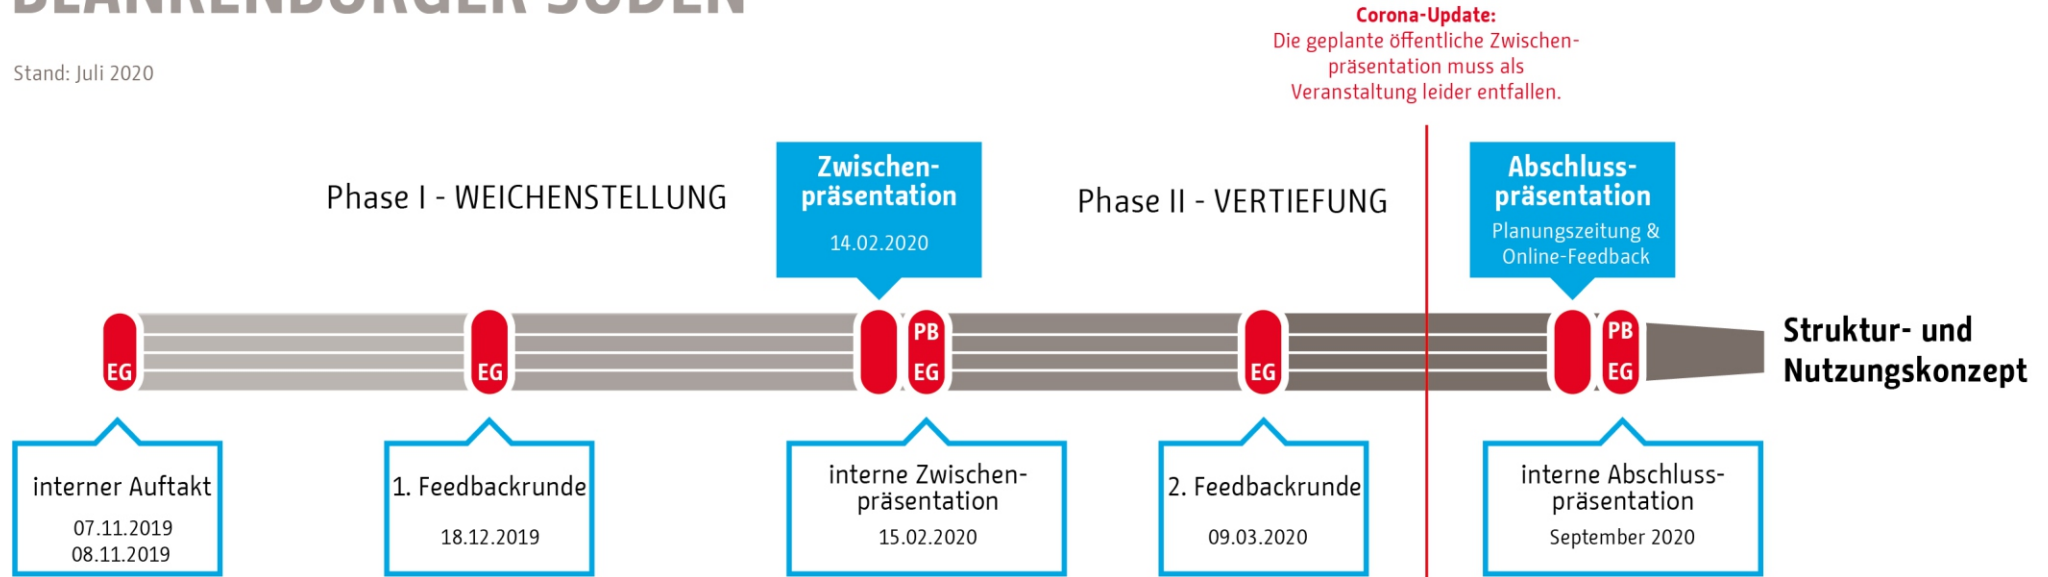 BLANKENBURGER SÜDEN
Stand: Juli 2020
Corona-Update:
Die geplante öffentliche Zwischen-
präsentation muss als
Veranstaltung leider entfallen.
Phase I - WEICHENSTELLUNG
Zwischen-
präsentation
14.02.2020
Phase II - VERTIEFUNG
Abschluss-
präsentation
Planungszeitung &
Online-Feedback
EG
EG
PB
EG
EG
PB
EG
Struktur- und
Nutzungskonzept
interner Auftakt
07.11.2019
08.11.2019
1. Feedbackrunde
18.12.2019
interne Zwischen-
präsentation
15.02.2020
2. Feedbackrunde
09.03.2020
interne Abschluss-
präsentation
September 2020